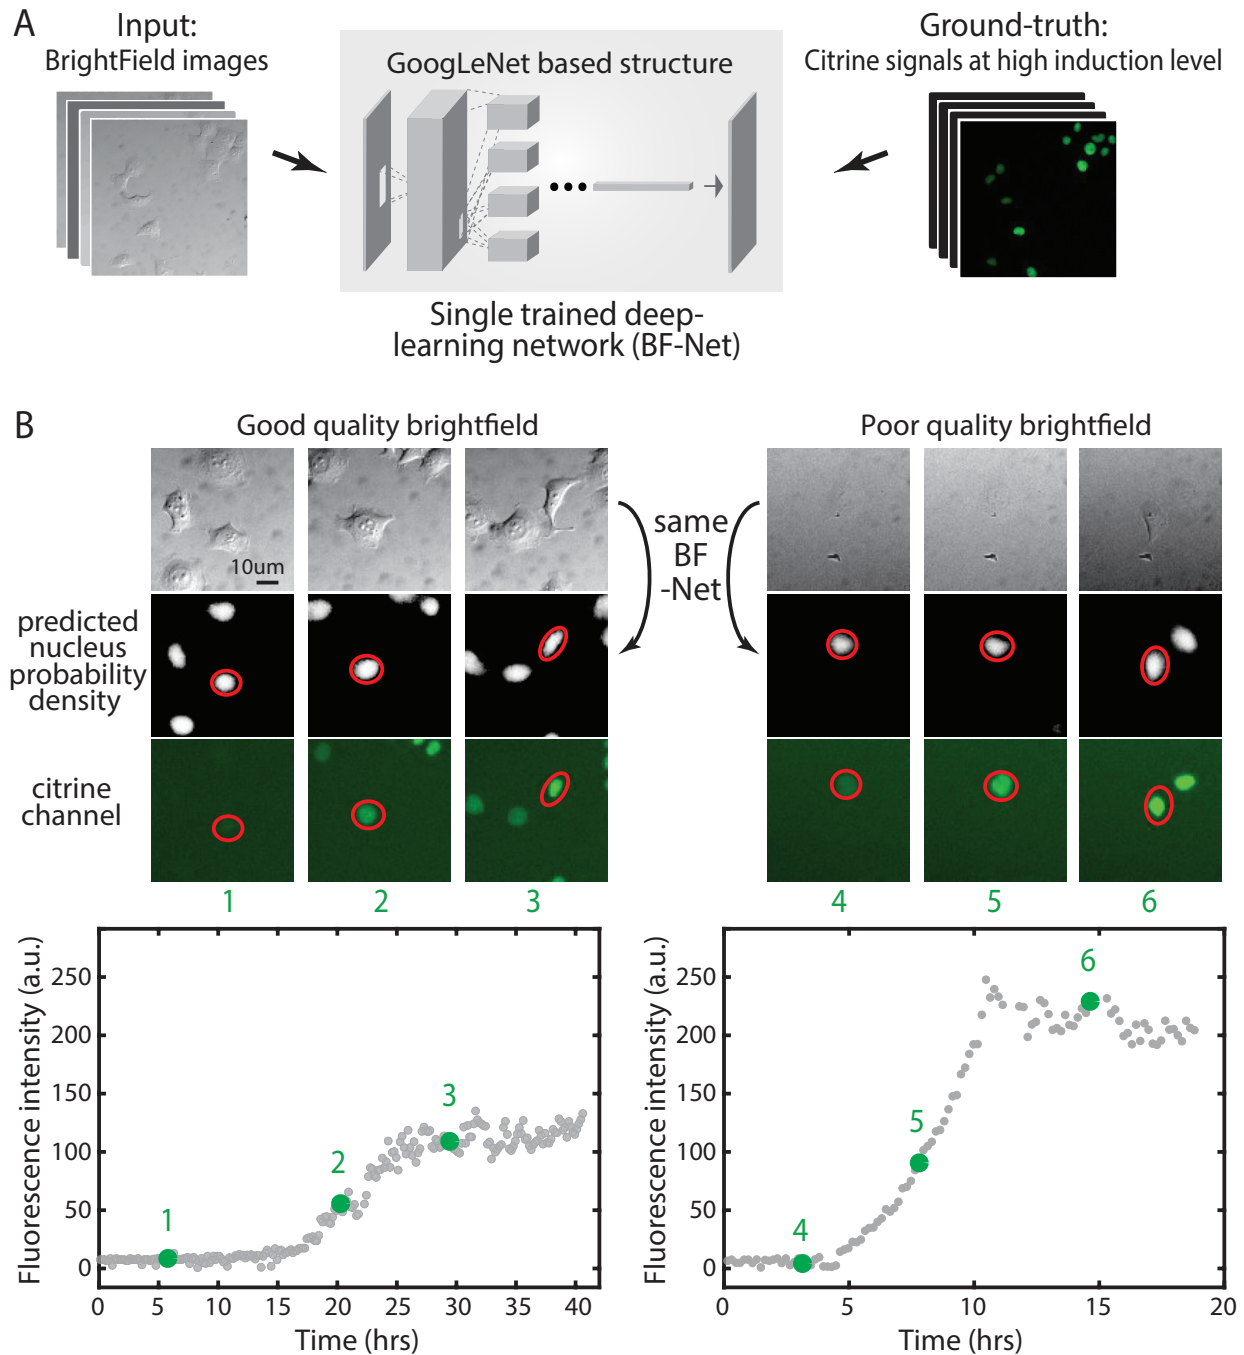 A
Input:
BrightField images
GoogLeNet based structure
Ground-truth:
Citrine signals at high induction level
Single trained deep-
learning network (BF-Net)
B
Good quality brightfield
Poor quality brightfield
10um
same
BF
-Net
predicted
nucleus
probability
density
citrine
channel
1
2
3
4
5
6
Fluorescence intensity (a.u.)
250
200
150
100
50
0
1
2
3
0
5
10
15
20
25
30
35
40
Time (hrs)
Fluorescence intensity (a.u.)
250
200
150
100
50
0
4
5
6
0
5
10
15
20
Time (hrs)